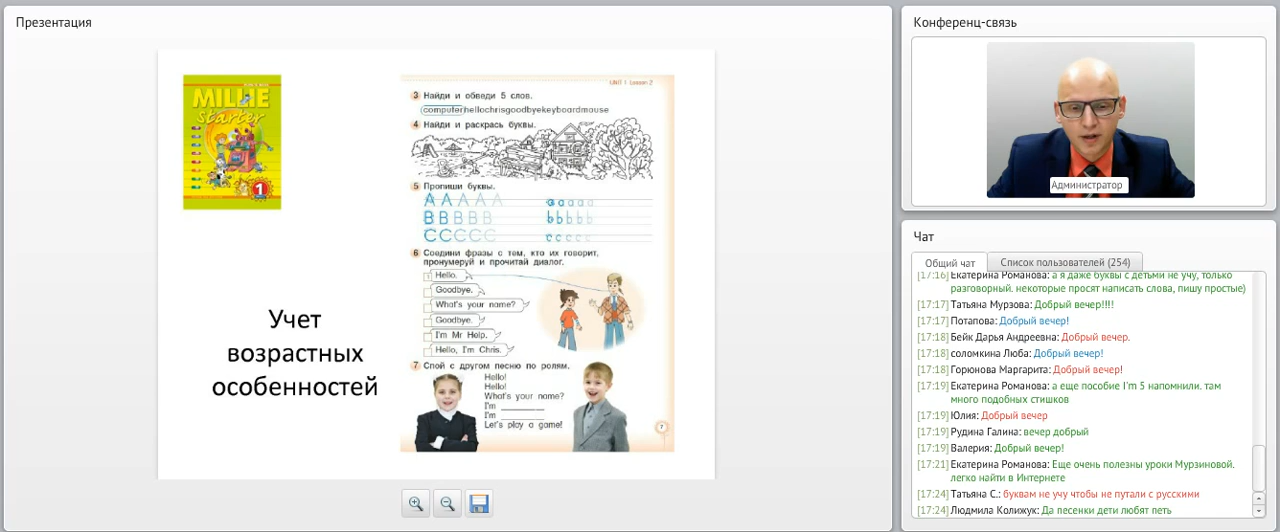 Презентация
MILLIE
starter
1
Учет
возрастных
особенностей
UNIT 1 Lesson 2
3 Найди и обведи 5 слов.
computerhellochrisgoodbyekeyboardmouse
4 Найди и раскрась буквы.
5 Пропиши буквы.
A A A A A a a a a a
B B B B B b b b b b
C C C C C c c c c c
6 Соедини фразы с тем, кто их говорит,
пронумеруй и прочитай диалог.
1 Hello.
Goodbye.
What's your name?
Goodbye.
I'm Mr Help.
Hello, I'm Chris.
7 Спой с другом песню по ролям.
Hello!
Hello!
What's your name?
I'm ________
I'm ________
Let's play a game!
7
Конференц-связь
Администратор
Чат
Общий чат Список пользователей (254)
[17:16] Екатерина Романова: а я даже буквы с детьми не учу, только
разговорный. некоторые просят написать слова, пишу простые)
[17:17] Татьяна Мурзова: Добрый вечер!!!!
[17:17] Потапова: Добрый вечер!
[17:18] Бейк Дарья Андреевна: Добрый вечер.
[17:18] соломкина Люба: Добрый вечер!
[17:18] Горюнова Маргарита: Добрый вечер!
[17:19] Екатерина Романова: а еще пособие I'm 5 напомнили. там
много подобных стишков
[17:19] Юлия: Добрый вечер
[17:19] Рудина Галина: вечер добрый
[17:19] Валерия: Добрый вечер!
[17:21] Екатерина Романова: Еще очень полезны уроки Мурзиновой.
легко найти в Интернете
[17:24] Татьяна С.: буквам не учу чтобы не путали с русскими
[17:24] Людмила Колижук: Да песенки дети любят петь